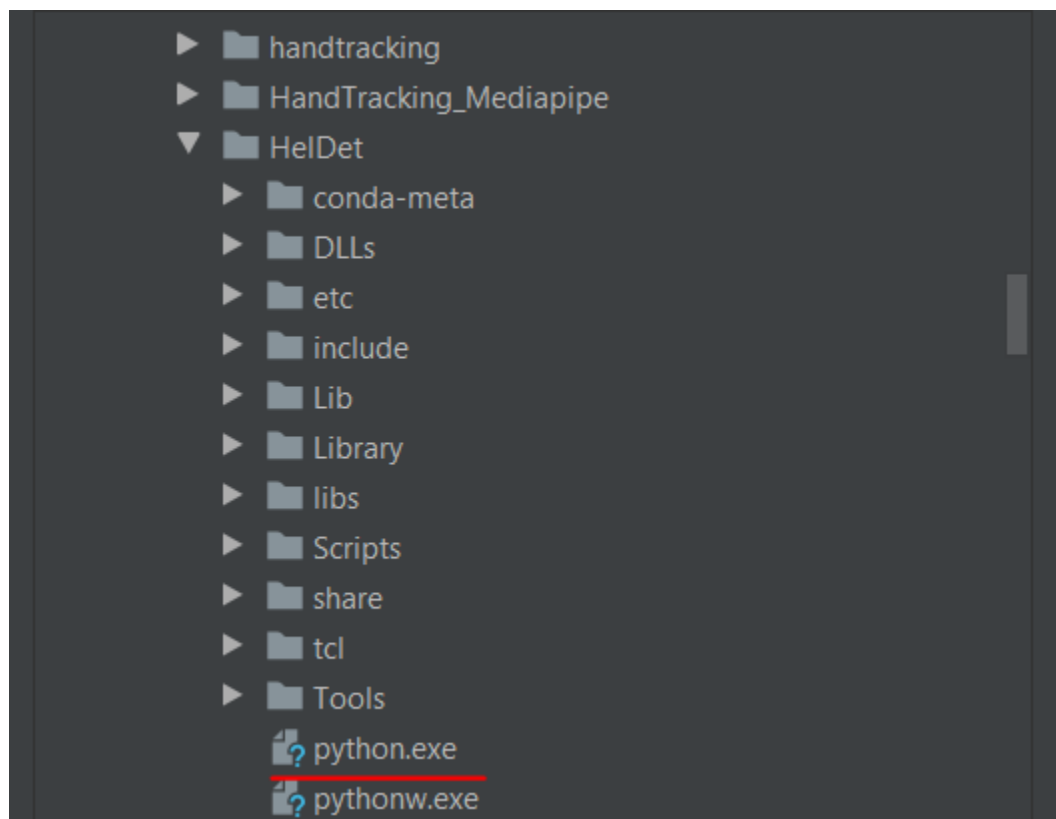 handtracking
HandTracking_Mediapipe
HelDet
conda-meta
DLLs
etc
include
Lib
Library
libs
Scripts
share
tcl
Tools
python.exe
pythonw.exe